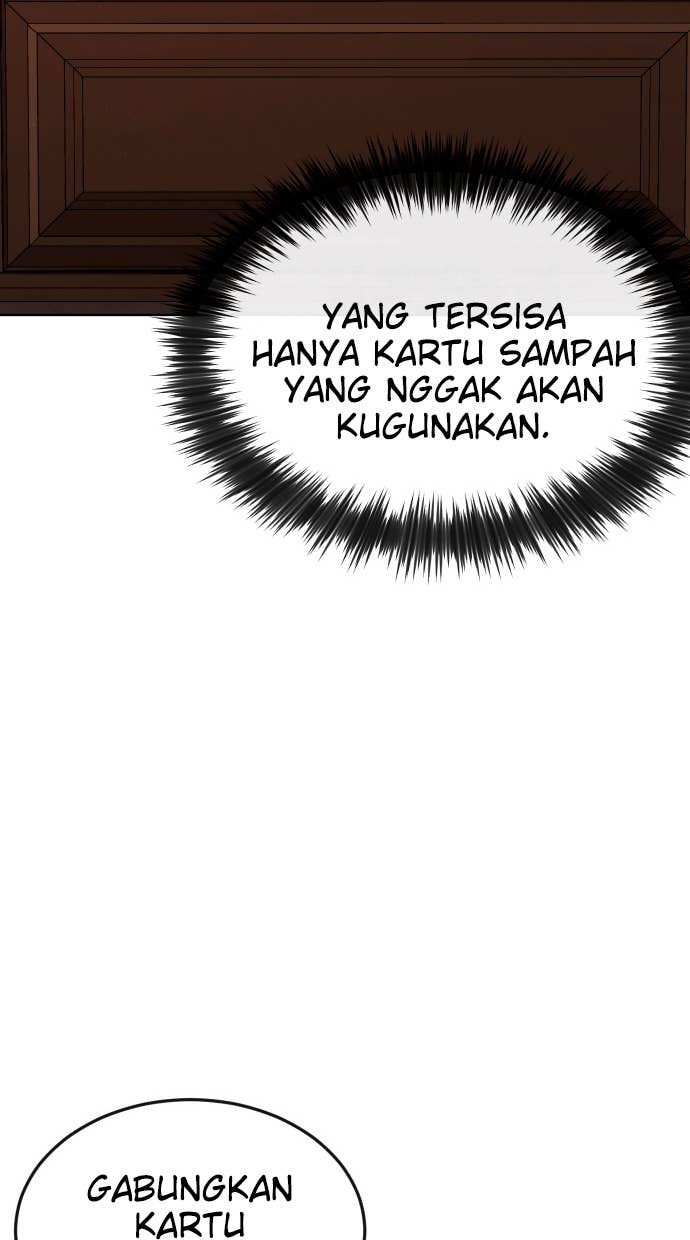 YANG TERSISA
HANYA KARTU SAMPAH
YANG NGGAK AKAN
KUGUNAKAN.
GABUNGKAN
KARTU